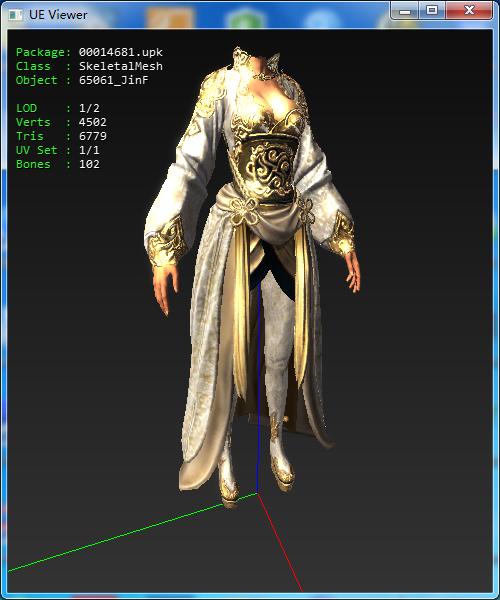 UE Viewer
Package: 00014681.upk
Class : SkeletalMesh
Object : 65061_JinF
LOD : 1/2
Verts : 4502
Tris : 6779
UV Set : 1/1
Bones : 102